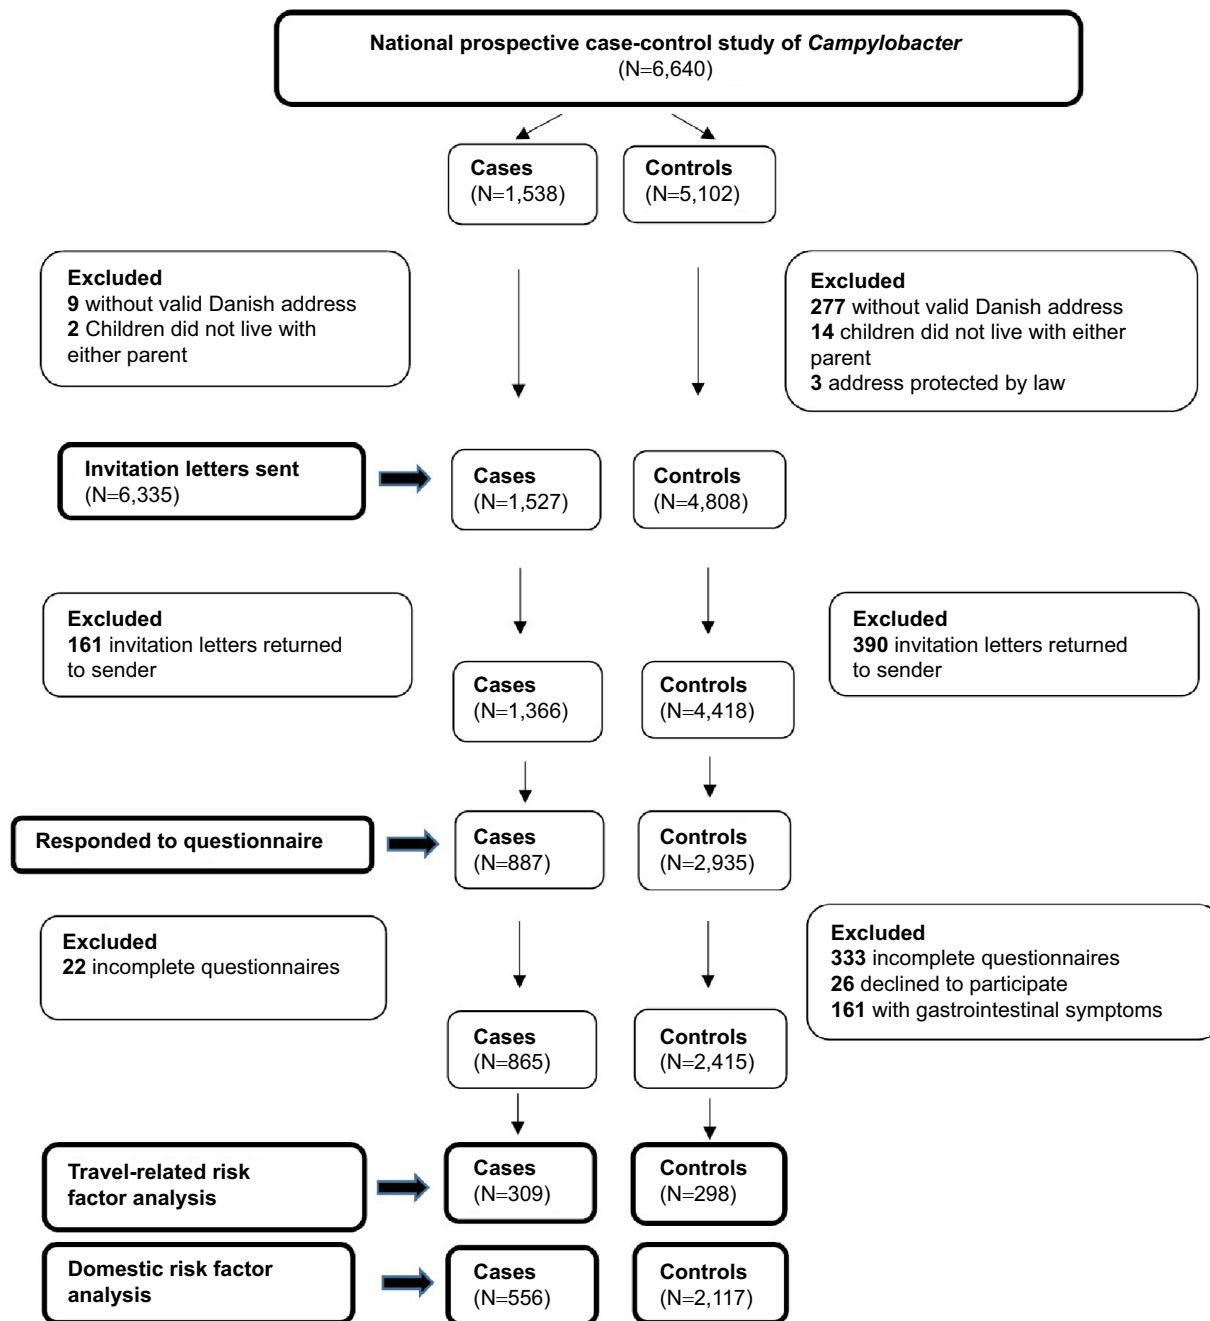 National prospective case-control study of Campylobacter
(N=6,640)
Cases
(N=1,538)
Controls
(N=5,102)
Excluded
9 without valid Danish address
2 Children did not live with
either parent
Excluded
277 without valid Danish address
14 children did not live with either
parent
3 address protected by law
Invitation letters sent
(N=6,335)
Cases
(N=1,527)
Controls
(N=4,808)
Excluded
161 invitation letters returned
to sender
Excluded
390 invitation letters returned
to sender
Cases
(N=1,366)
Controls
(N=4,418)
Responded to questionnaire
Cases
(N=887)
Controls
(N=2,935)
Excluded
22 incomplete questionnaires
Excluded
333 incomplete questionnaires
26 declined to participate
161 with gastrointestinal symptoms
Cases
(N=865)
Controls
(N=2,415)
Travel-related risk
factor analysis
Cases
(N=309)
Controls
(N=298)
Domestic risk factor
analysis
Cases
(N=556)
Controls
(N=2,117)